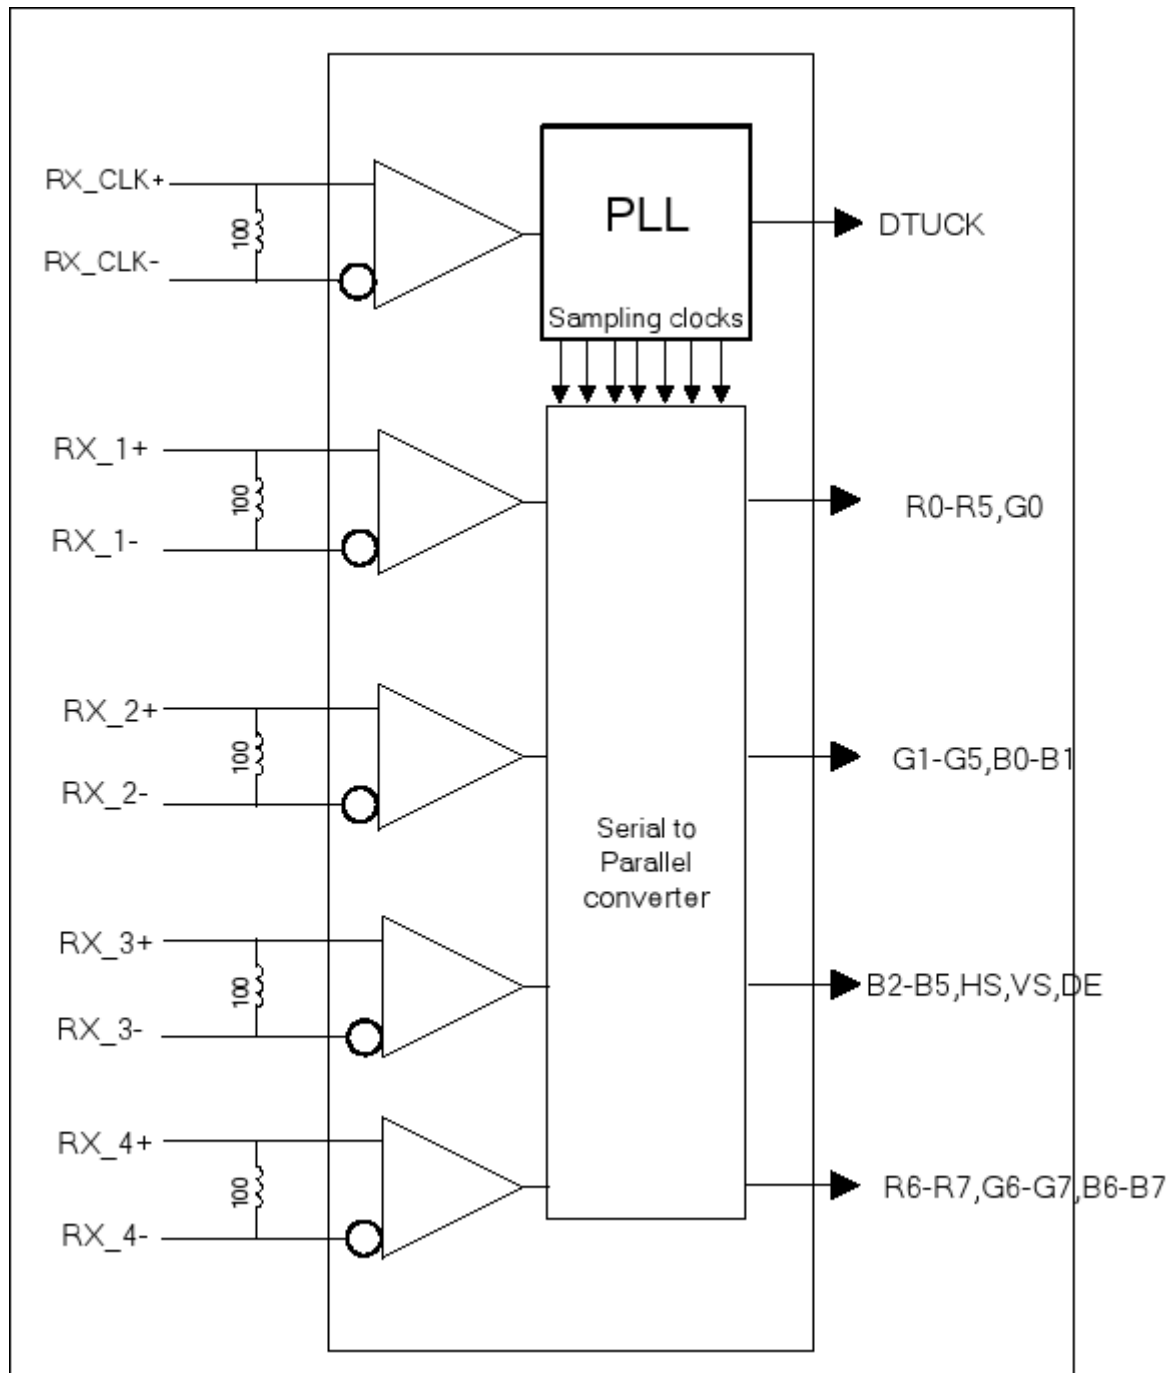 RX_CLK+
100
RX_CLK-
PLL
Sampling clocks
DTUCK
RX_1+
100
RX_1-
R0-R5,G0
RX_2+
100
RX_2-
G1-G5,B0-B1
Serial to
Parallel
converter
RX_3+
100
RX_3-
B2-B5,HS,VS,DE
RX_4+
100
RX_4-
R6-R7,G6-G7,B6-B7